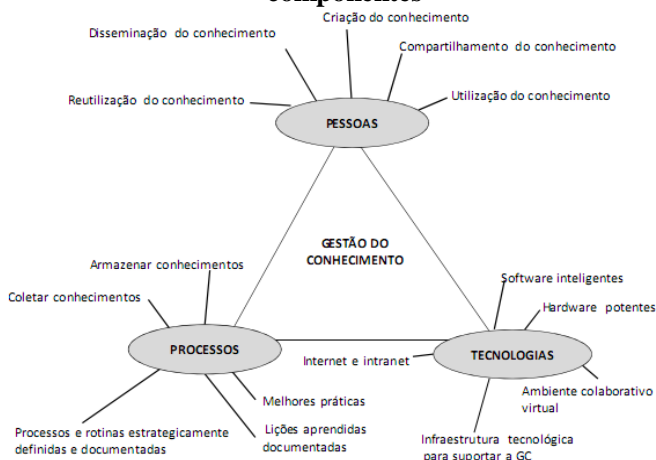 componentes
Criação do conhecimento
Disseminação do conhecimento
Compartilhamento do conhecimento
Reutilização do conhecimento
Utilização do conhecimento
PESSOAS
GESTÃO DO
CONHECIMENTO
Armazenar conhecimentos
Coletar conhecimentos
Software inteligentes
Hardware potentes
PROCESSOS
Internet e intranet
TECNOLOGIAS
Melhores práticas
Ambiente colaborativo
virtual
Processos e rotinas estrategicamente
definidas e documentadas
Lições aprendidas
documentadas
Infraestrutura tecnológica
para suportar a GC